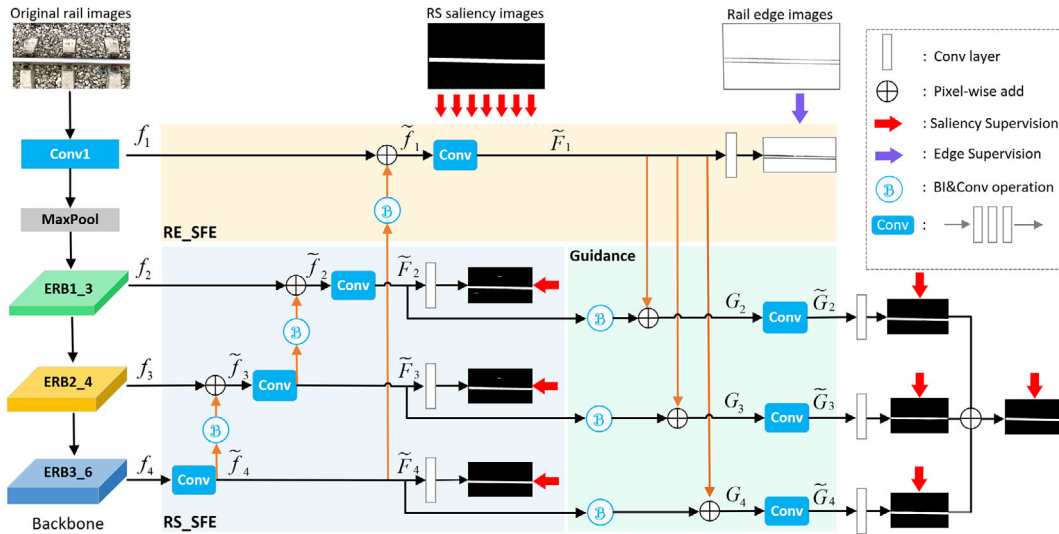 Original rail images
RS saliency images
Rail edge images
: Conv layer
: Pixel-wise add
: Saliency Supervision
: Edge Supervision
ℬ : BI&Conv operation
Conv :
Conv1
f₁
f̃₁
Conv
F̃₁
ℬ
RE_SFE
MaxPool
ERB1_3
f₂
f̃₂
Conv
F̃₂
Guidance
ℬ
ℬ
G₂
Conv
G̃₂
ERB2_4
f₃
f̃₃
Conv
F̃₃
ℬ
ℬ
G₃
Conv
G̃₃
ERB3_6
f₄
Conv
f̃₄
F̃₄
ℬ
G₄
Conv
G̃₄
Backbone
RS_SFE